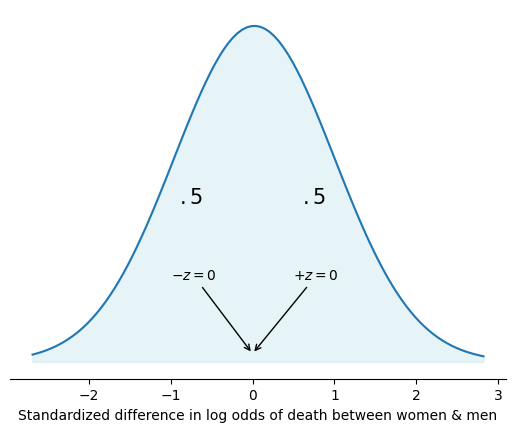 .5 .5
−z = 0 +z = 0
−2 −1 0 1 2 3
Standardized difference in log odds of death between women & men